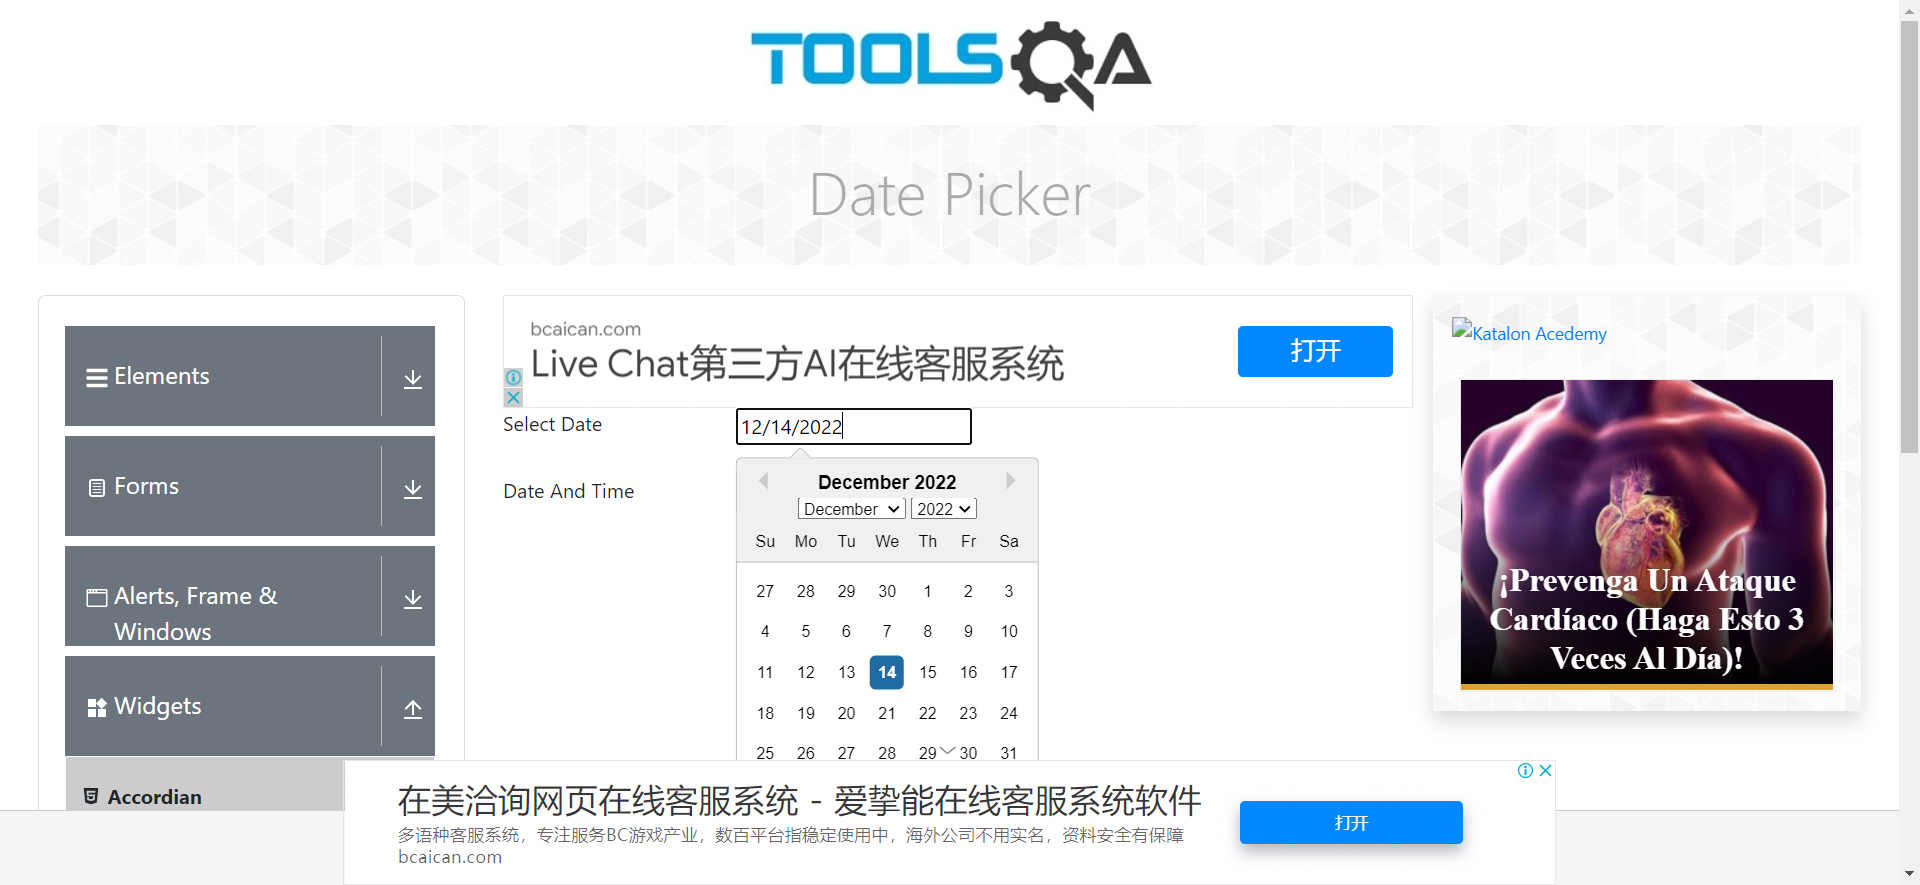 TOOLSQA
Date Picker
Elements
Forms
Alerts, Frame &
Windows
Widgets
Accordian
bcaican.com
Live Chat第三方AI在线客服系统
打开
Select Date
12/14/2022
Date And Time
December 2022
December 2022
Su Mo Tu We Th Fr Sa
27 28 29 30 1 2 3
4 5 6 7 8 9 10
11 12 13 14 15 16 17
18 19 20 21 22 23 24
25 26 27 28 29 30 31
Katalon Acedemy
¡Prevenga Un Ataque
Cardíaco (Haga Esto 3
Veces Al Día)!
在美洽询网页在线客服系统 - 爱挚能在线客服系统软件
多语种客服系统，专注服务BC游戏产业，数百平台指稳定使用中，海外公司不用实名，资料安全有保障
bcaican.com
打开